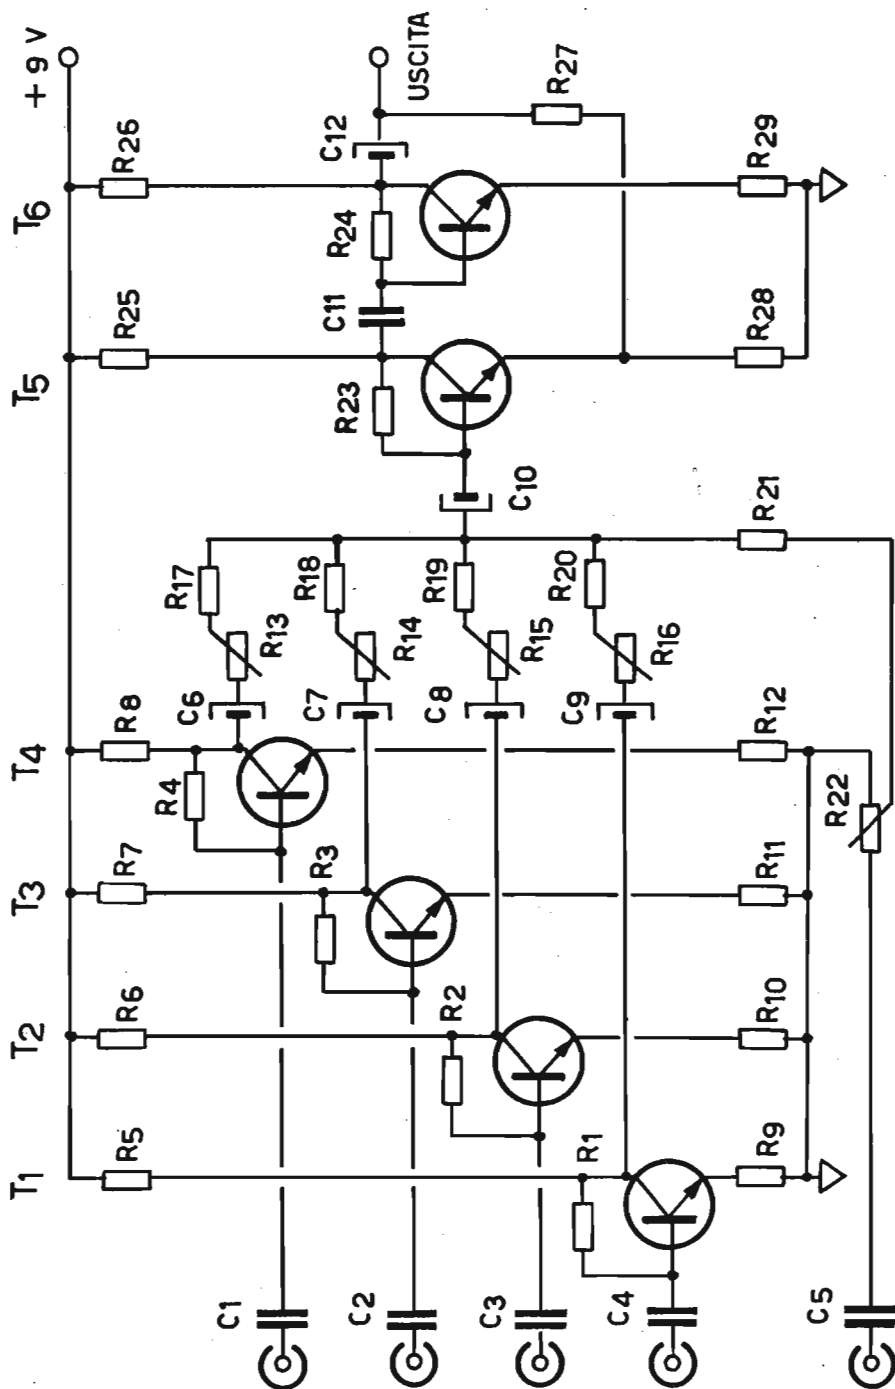 T1 T2 T3 T4 T5 T6
+ 9 V
R5 R6 R7 R8 R25 R26
C1 R4 C6 R17
R13
C2 R3 C7 R18
R14
R23 C11 R24 C12
USCITA
C3 R2 C8 R19
R15
C10
R27
C4 R1 C9 R20
R16
R9 R10 R11 R12 R21 R28 R29
C5 R22